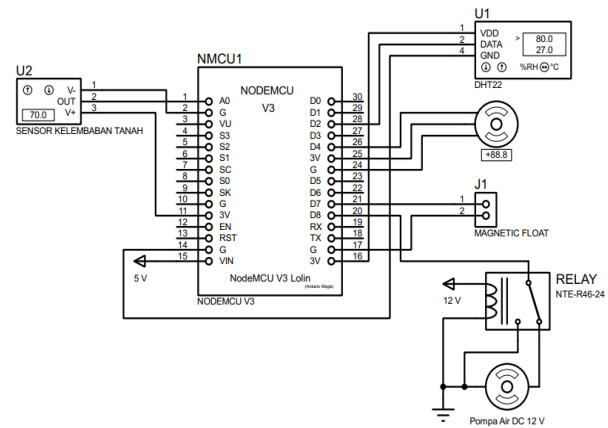 U1
1 VDD
2 DATA
4 GND
> 80.0
27.0
%RH °C
DHT22
NMCU1
U2
V- 1
OUT 2
V+ 3
70.0
SENSOR KELEMBABAN TANAH
NODEMCU
V3
1 A0 D0 30
2 G D1 29
3 VU D2 28
4 S3 D3 27
5 S2 D4 26
6 S1 3V 25
7 SC G 24
8 S0 D5 23
9 SK D6 22
10 G D7 21
11 3V D8 20
12 EN RX 19
13 RST TX 18
14 G G 17
15 VIN 3V 16
NodeMCU V3 Lolin
(Arduino Magix)
NODEMCU V3
5 V
+88.8
J1
1
2
MAGNETIC FLOAT
RELAY
NTE-R46-24
12 V
Pompa Air DC 12 V